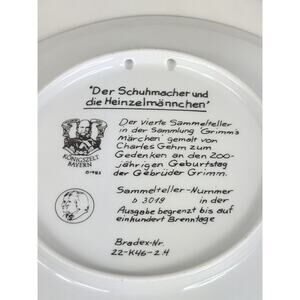 "Der Schuhmacher und
die Heinzelmännchen"
Der vierte Sammelteller
in der Sammlung Grimm's
Märchen gemalt von
Charles Gehm zum
Gedenken an den 200-
jährigen Geburtstag
der Gebrüder Grimm.
KÖNIGSZELT
BAYERN
©1983
Sammelteller-Nummer
b 3019 in der
Ausgabe begrenzt bis auf
einhundert Brenntage
Bradex-Nr.
22-K46-2.4